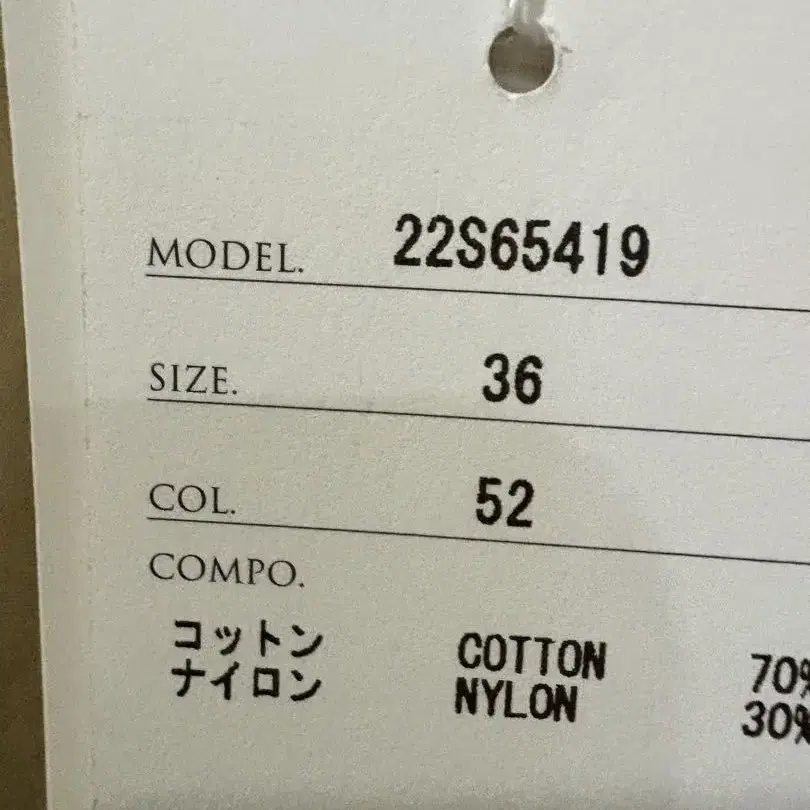 MODEL. 22S65419
SIZE. 36
COL. 52
COMPO.
コットン COTTON 70%
ナイロン NYLON 30%